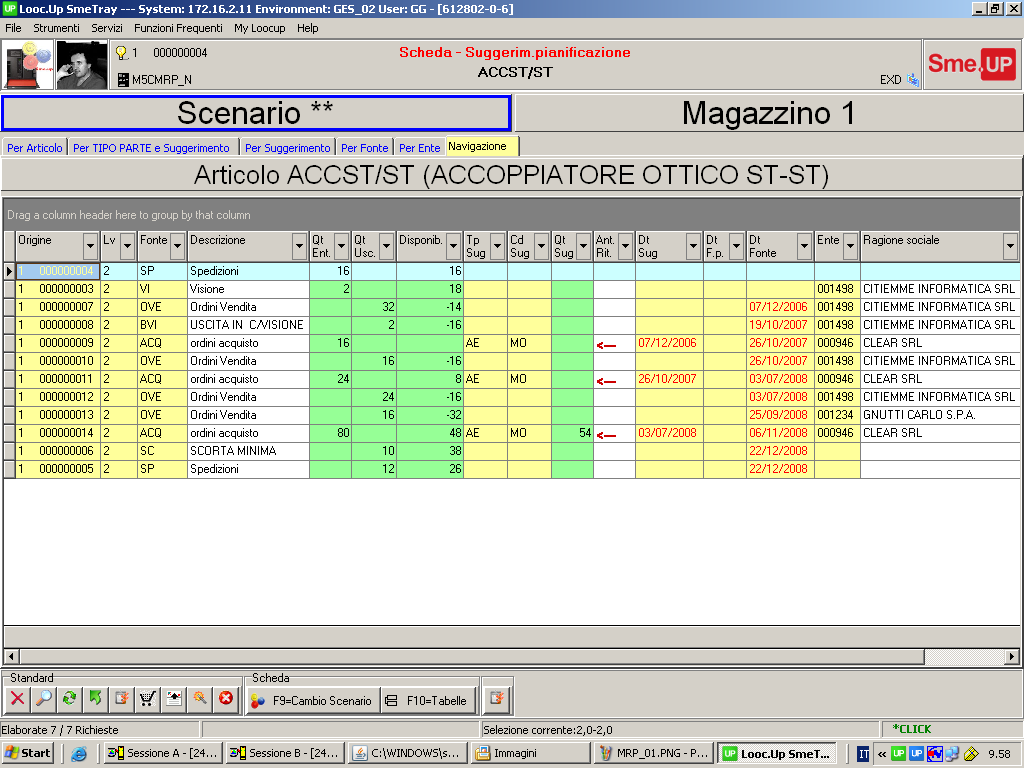 UP Looc.Up SmeTray --- System: 172.16.2.11 Environment: GES_02 User: GG - [612802-0-6]
File Strumenti Servizi Funzioni Frequenti My Loocup Help
1 000000004 Scheda - Suggerim.pianificazione
ACCST/ST
M5CMRP_N EXD Sme.UP
Scenario ** Magazzino 1
Per Articolo Per TIPO PARTE e Suggerimento Per Suggerimento Per Fonte Per Ente Navigazione
Articolo ACCST/ST (ACCOPPIATORE OTTICO ST-ST)
Drag a column header here to group by that column
Origine Lv Fonte Descrizione Qt Ent. Qt Usc. Disponib. Tp Sug Cd Sug Qt Sug Ant. Rit. Dt Sug Dt F.p. Dt Fonte Ente Ragione sociale
1 000000004 2 SP Spedizioni 16 16
1 000000003 2 VI Visione 2 18 001498 CITIEMME INFORMATICA SRL
1 000000007 2 OVE Ordini Vendita 32 -14 07/12/2006 001498 CITIEMME INFORMATICA SRL
1 000000008 2 BVI USCITA IN C/VISIONE 2 -16 19/10/2007 001498 CITIEMME INFORMATICA SRL
1 000000009 2 ACQ ordini acquisto 16 AE MO <-- 07/12/2006 26/10/2007 000946 CLEAR SRL
1 000000010 2 OVE Ordini Vendita 16 -16 26/10/2007 001498 CITIEMME INFORMATICA SRL
1 000000011 2 ACQ ordini acquisto 24 8 AE MO <-- 26/10/2007 03/07/2008 000946 CLEAR SRL
1 000000012 2 OVE Ordini Vendita 24 -16 03/07/2008 001498 CITIEMME INFORMATICA SRL
1 000000013 2 OVE Ordini Vendita 16 -32 25/09/2008 001234 GNUTTI CARLO S.P.A.
1 000000014 2 ACQ ordini acquisto 80 48 AE MO 54 <-- 03/07/2008 06/11/2008 000946 CLEAR SRL
1 000000006 2 SC SCORTA MINIMA 10 38 22/12/2008
1 000000005 2 SP Spedizioni 12 26 22/12/2008
Standard Scheda
F9=Cambio Scenario F10=Tabelle
Elaborate 7 / 7 Richieste Selezione corrente:2,0-2,0 *CLICK
Start Sessione A - [24... Sessione B - [24... C:\WINDOWS\s... Immagini MRP_01.PNG - P... UP Looc.Up SmeT... IT « UP UP 9.58